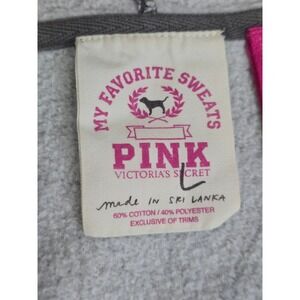 MY FAVORITE SWEATS
PINK
VICTORIA'S SECRET
L
made IN SRI LANKA
60% COTTON / 40% POLYESTER
EXCLUSIVE OF TRIMS